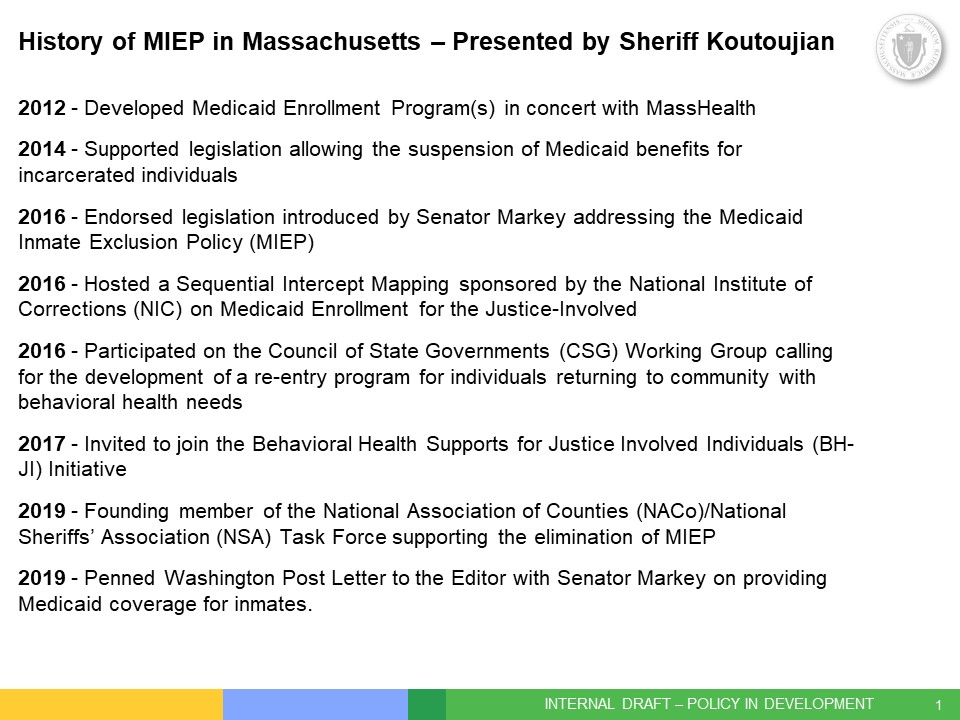 History of MIEP in Massachusetts – Presented by Sheriff Koutoujian
2012 - Developed Medicaid Enrollment Program(s) in concert with MassHealth
2014 - Supported legislation allowing the suspension of Medicaid benefits for
incarcerated individuals
2016 - Endorsed legislation introduced by Senator Markey addressing the Medicaid
Inmate Exclusion Policy (MIEP)
2016 - Hosted a Sequential Intercept Mapping sponsored by the National Institute of
Corrections (NIC) on Medicaid Enrollment for the Justice-Involved
2016 - Participated on the Council of State Governments (CSG) Working Group calling
for the development of a re-entry program for individuals returning to community with
behavioral health needs
2017 - Invited to join the Behavioral Health Supports for Justice Involved Individuals (BH-
JI) Initiative
2019 - Founding member of the National Association of Counties (NACo)/National
Sheriffs’ Association (NSA) Task Force supporting the elimination of MIEP
2019 - Penned Washington Post Letter to the Editor with Senator Markey on providing
Medicaid coverage for inmates.
INTERNAL DRAFT – POLICY IN DEVELOPMENT 1